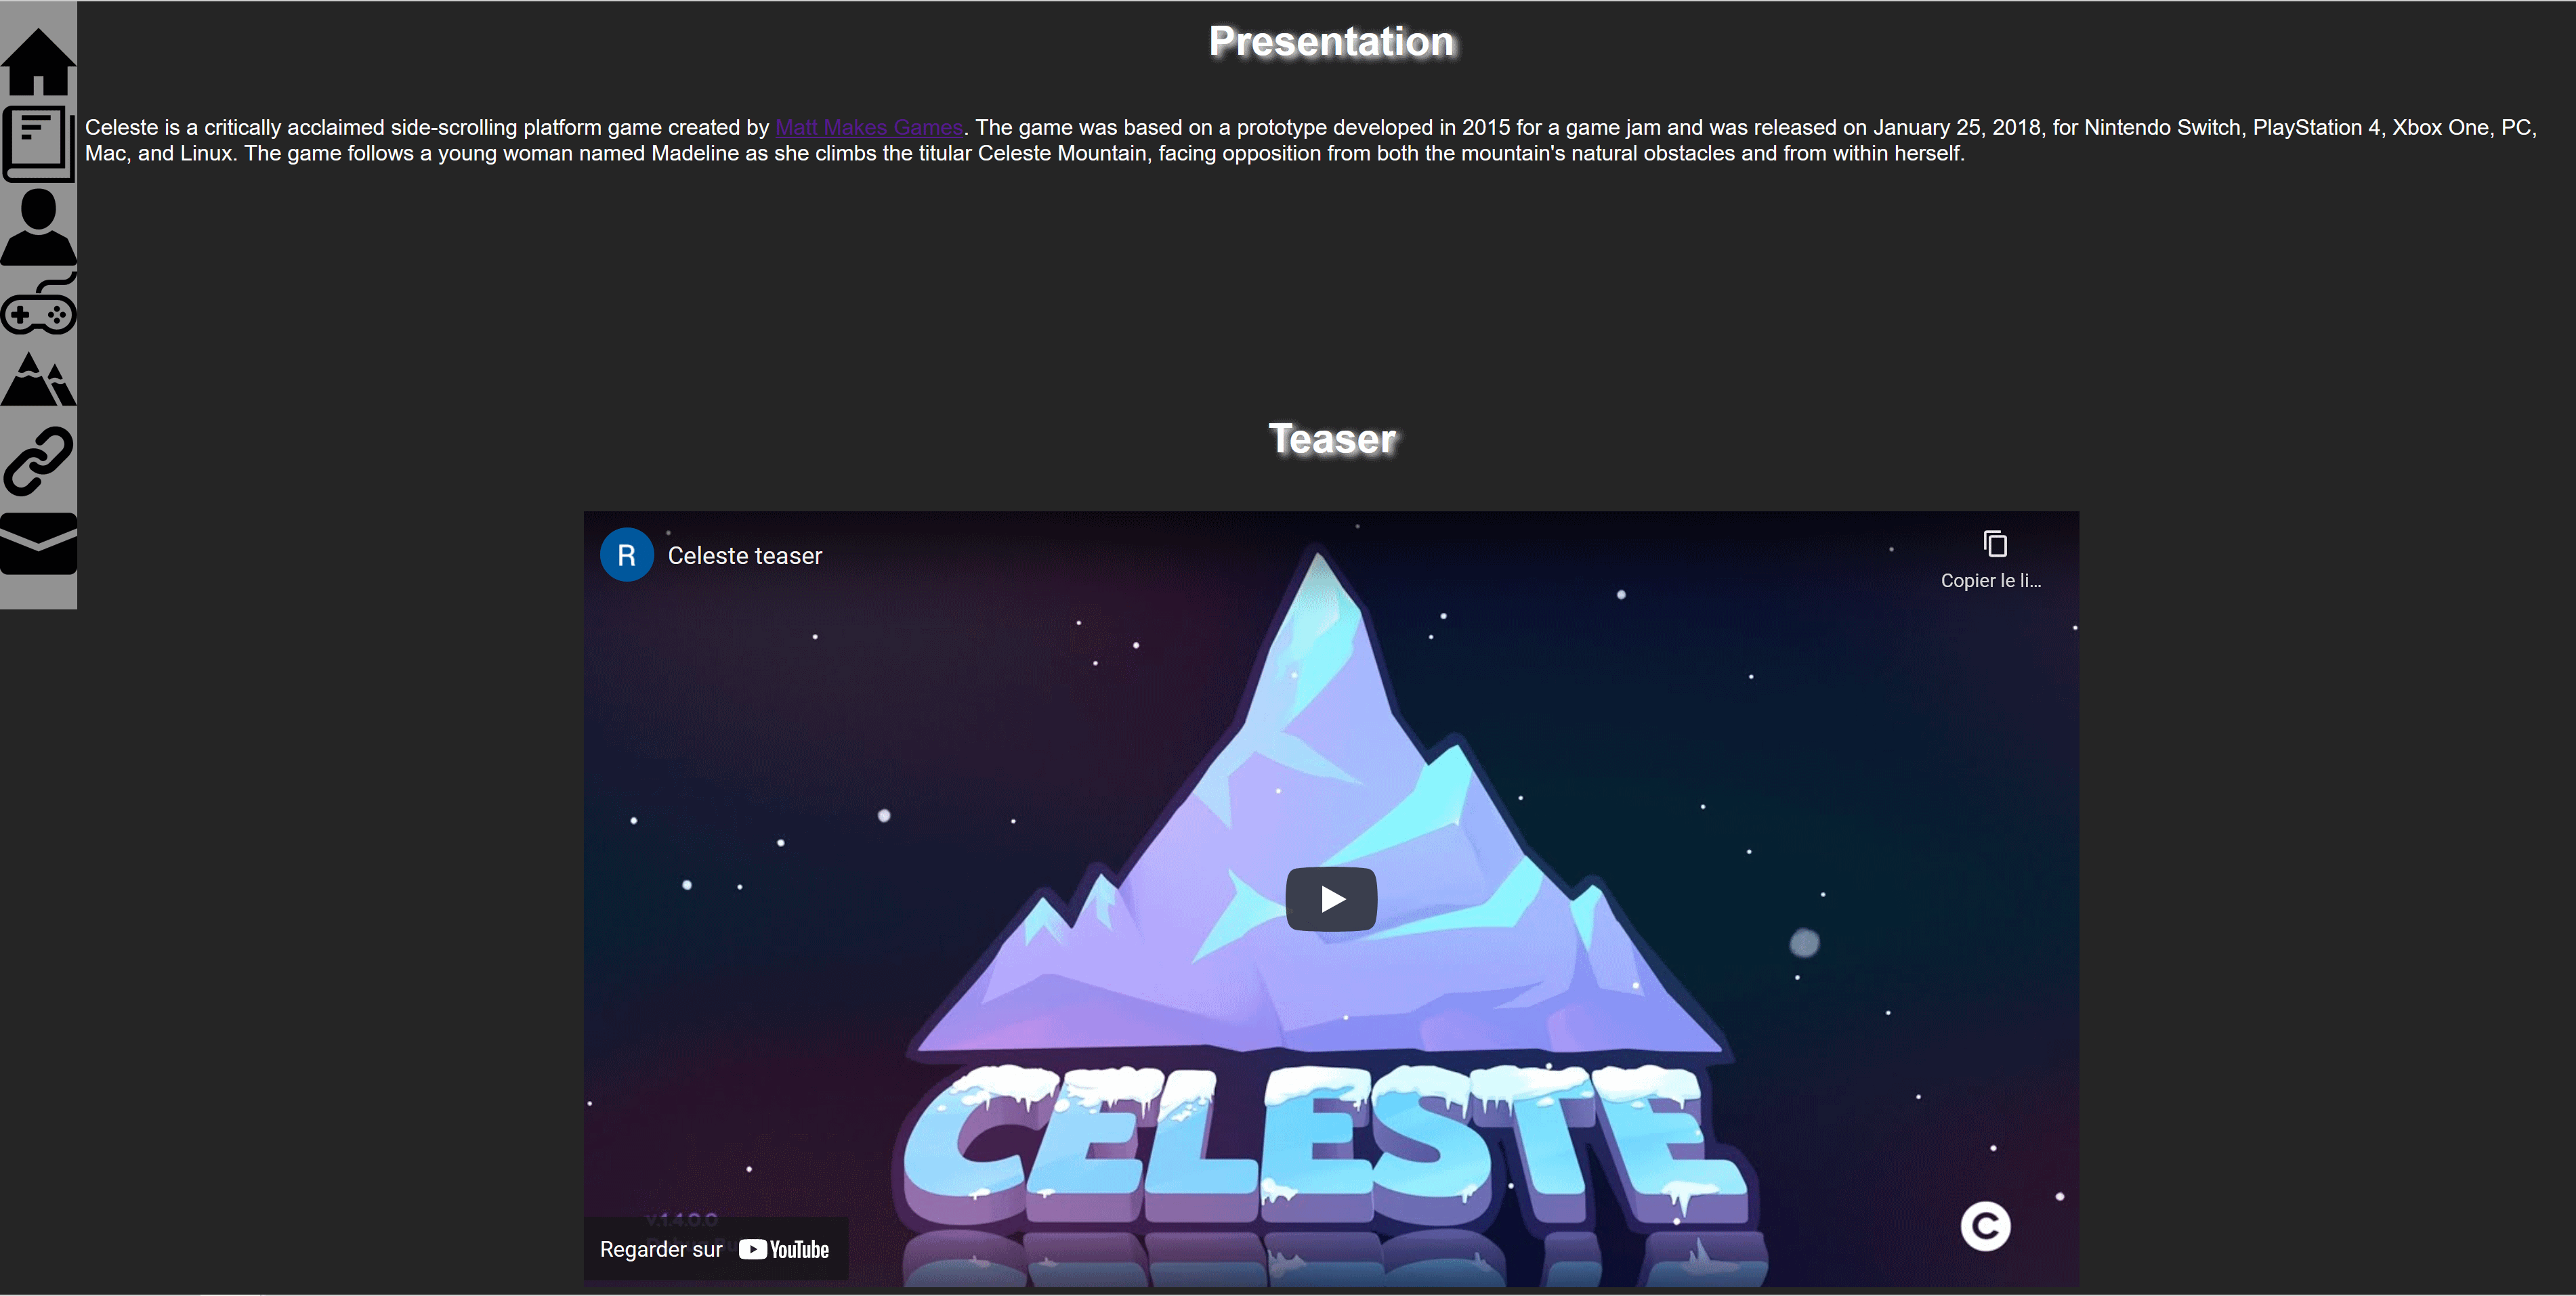 Presentation
Celeste is a critically acclaimed side-scrolling platform game created by Matt Makes Games. The game was based on a prototype developed in 2015 for a game jam and was released on January 25, 2018, for Nintendo Switch, PlayStation 4, Xbox One, PC,
Mac, and Linux. The game follows a young woman named Madeline as she climbs the titular Celeste Mountain, facing opposition from both the mountain's natural obstacles and from within herself.
Teaser
R Celeste teaser
Copier le li...
CELESTE
v.1.4.0.0
Regarder sur YouTube
C